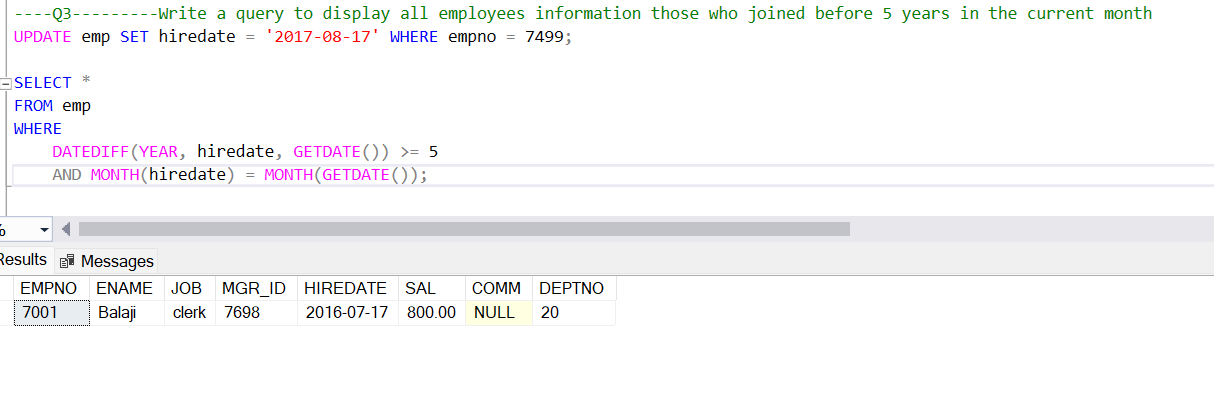 ----Q3---------Write a query to display all employees information those who joined before 5 years in the current month
UPDATE emp SET hiredate = '2017-08-17' WHERE empno = 7499;
SELECT *
FROM emp
WHERE
DATEDIFF(YEAR, hiredate, GETDATE()) >= 5
AND MONTH(hiredate) = MONTH(GETDATE());
%
Results Messages
EMPNO ENAME JOB MGR_ID HIREDATE SAL COMM DEPTNO
7001 Balaji clerk 7698 2016-07-17 800.00 NULL 20